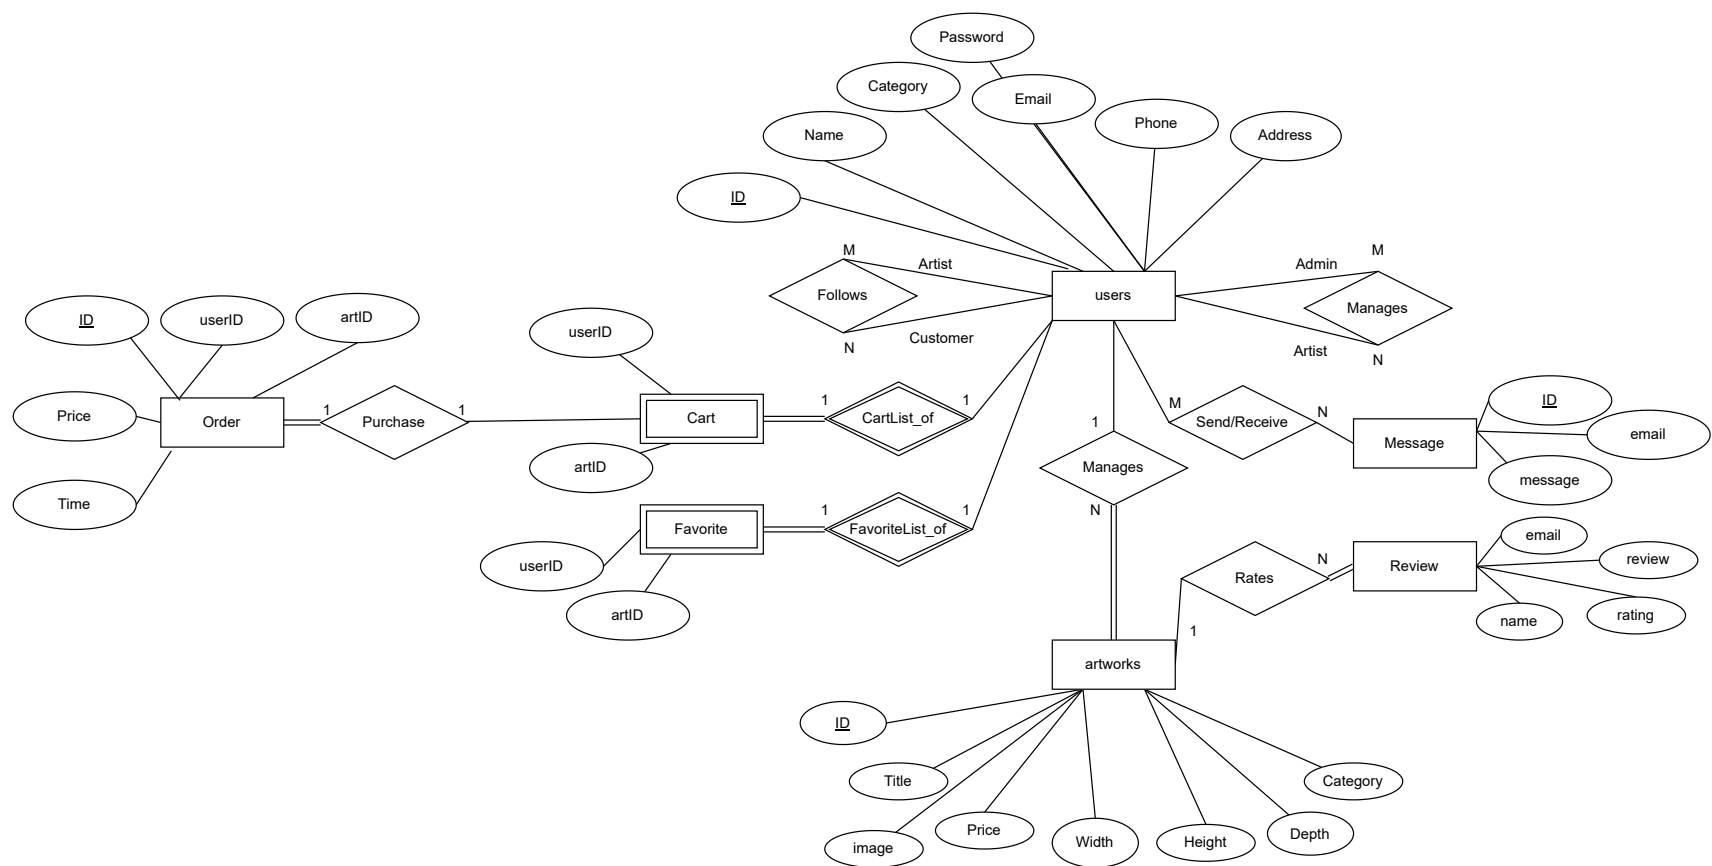 Password
Category
Email
Name
Phone
Address
ID
M
Artist
Follows
N
Customer
users
Admin
M
Manages
Artist
N
ID
userID
artID
Price
Order
Time
1
Purchase
1
userID
Cart
artID
1
CartList_of
1
Favorite
userID
artID
1
FavoriteList_of
1
1
Manages
N
M
Send/Receive
N
Message
ID
email
message
Rates
N
1
Review
email
review
rating
name
artworks
ID
Title
image
Price
Width
Height
Depth
Category